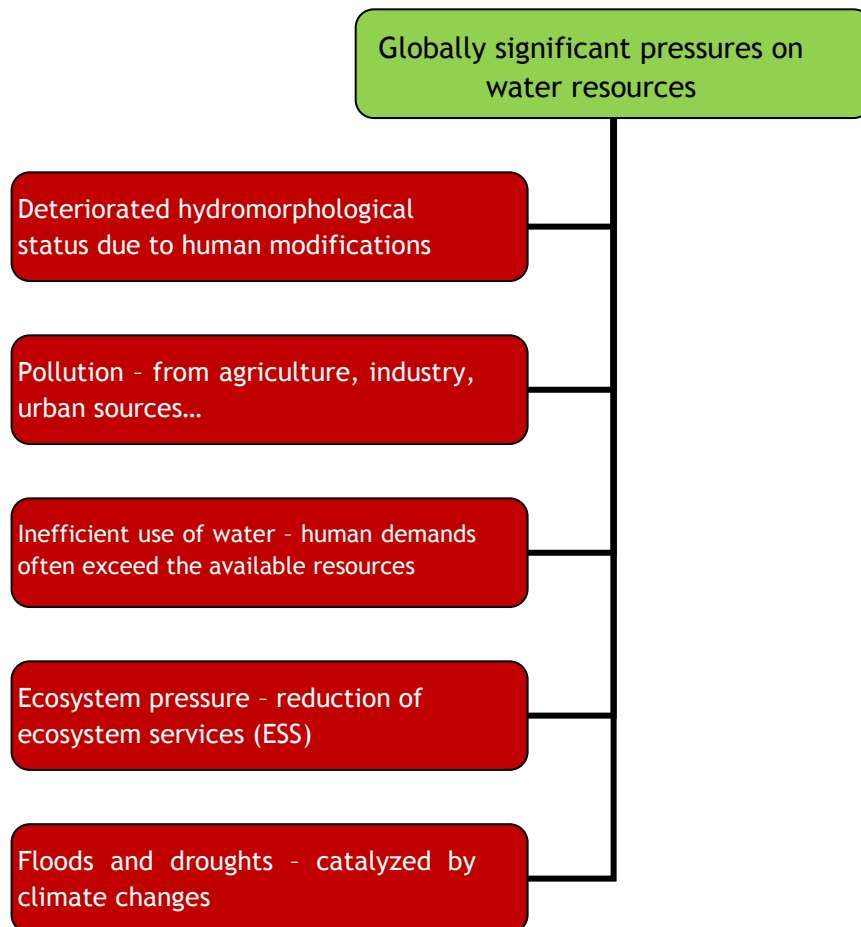 Globally significant pressures on
water resources
Deteriorated hydromorphological
status due to human modifications
Pollution – from agriculture, industry,
urban sources…
Inefficient use of water – human demands
often exceed the available resources
Ecosystem pressure – reduction of
ecosystem services (ESS)
Floods and droughts – catalyzed by
climate changes